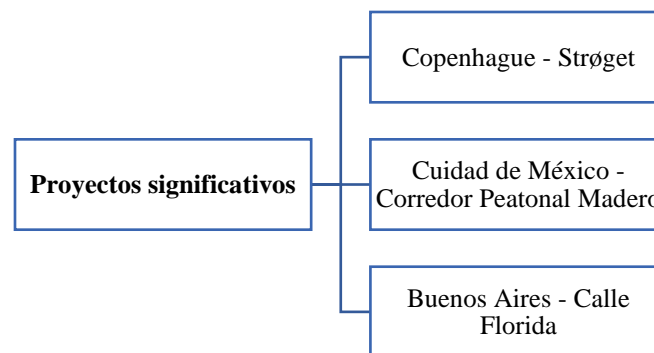 Copenhague - Strøget
Proyectos significativos
Cuidad de México -
Corredor Peatonal Madero
Buenos Aires - Calle
Florida